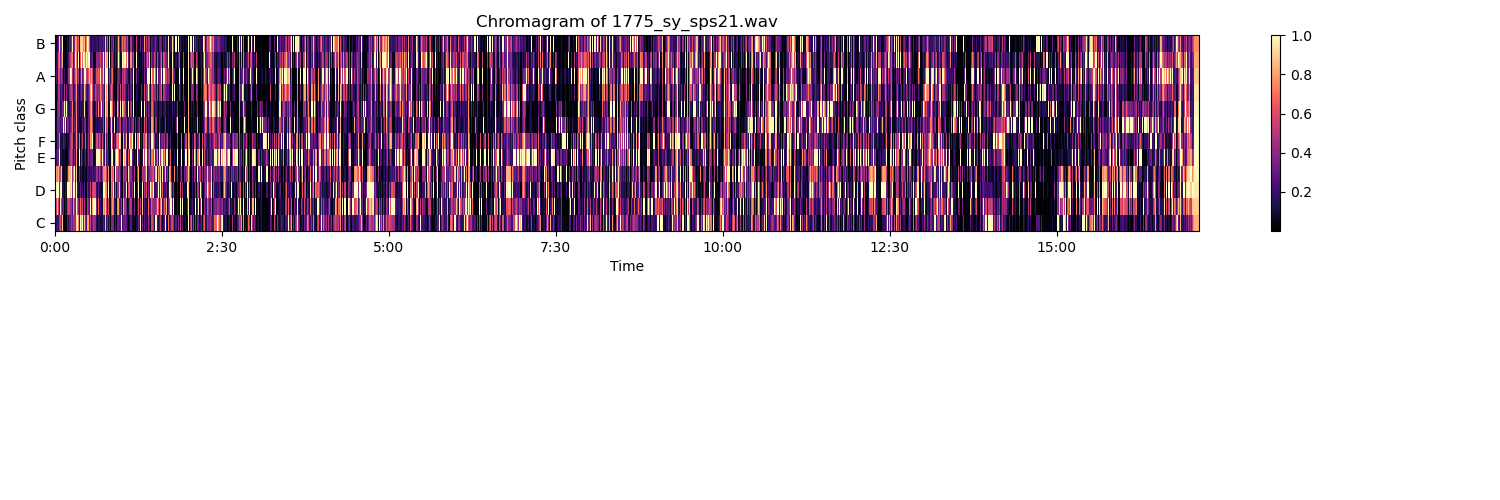 Chromagram of 1775_sy_sps21.wav
Pitch class
B
A
G
F
E
D
C
0:00 2:30 5:00 7:30 10:00 12:30 15:00
Time
1.0
0.8
0.6
0.4
0.2